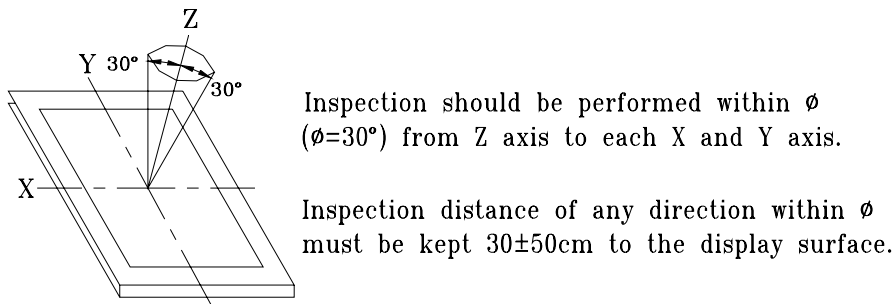 Z
Y 30°
30°
X
Inspection should be performed within ø
(ø=30°) from Z axis to each X and Y axis.
Inspection distance of any direction within ø
must be kept 30±50cm to the display surface.